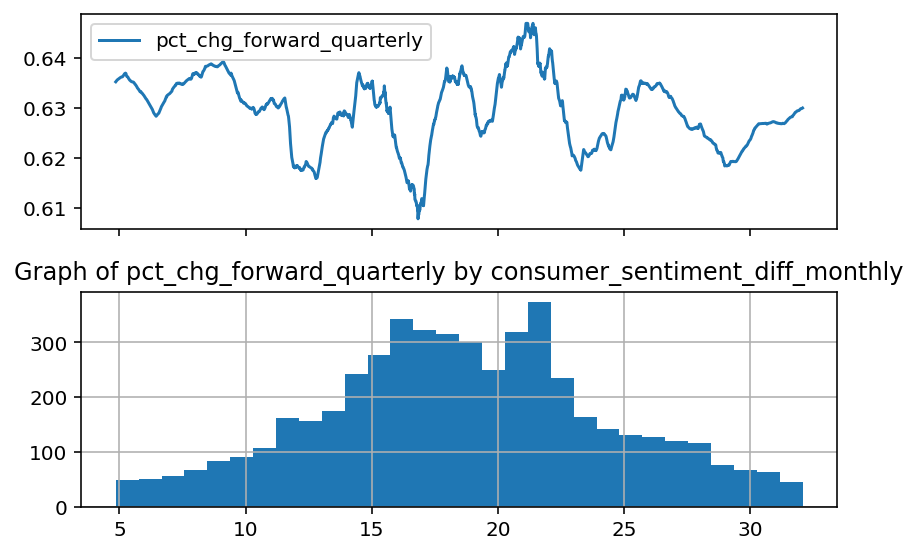 pct_chg_forward_quarterly
0.64
0.63
0.62
0.61
Graph of pct_chg_forward_quarterly by consumer_sentiment_diff_monthly
300
200
100
0
5 10 15 20 25 30